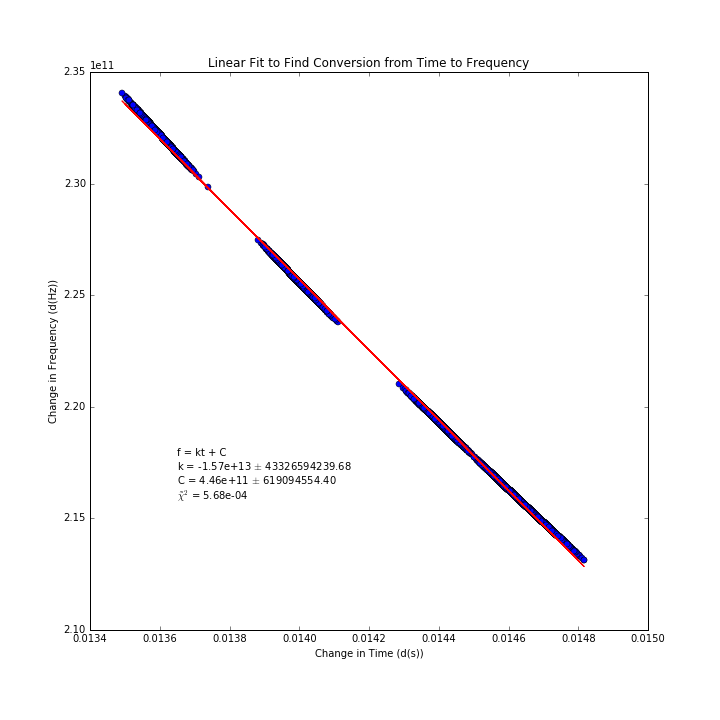 Linear Fit to Find Conversion from Time to Frequency
1e11
2.35
2.30
2.25
2.20
2.15
2.10
Change in Frequency (d(Hz))
f = kt + C
k = -1.57e+13 ± 43326594239.68
C = 4.46e+11 ± 619094554.40
χ̃² = 5.68e-04
0.0134 0.0136 0.0138 0.0140 0.0142 0.0144 0.0146 0.0148 0.0150
Change in Time (d(s))